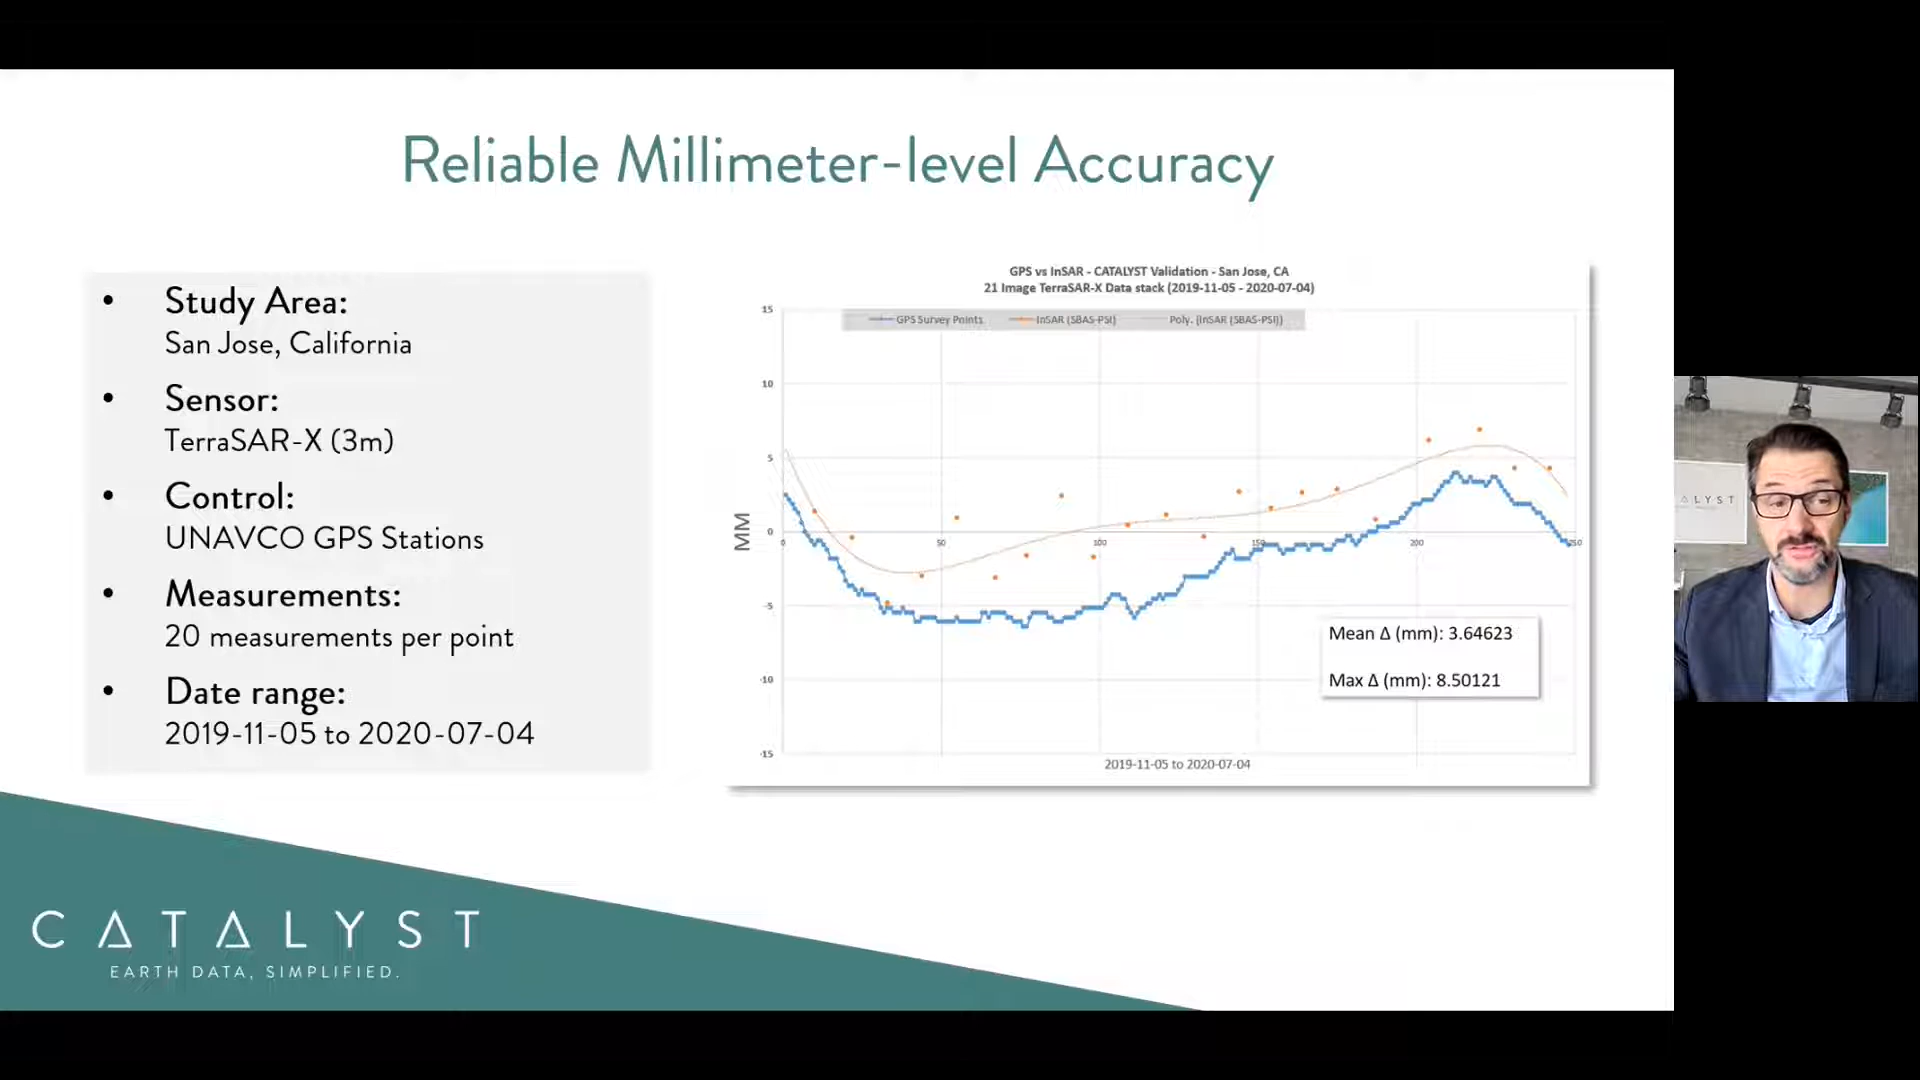 Reliable Millimeter-level Accuracy
• Study Area:
San Jose, California
• Sensor:
TerraSAR-X (3m)
• Control:
UNAVCO GPS Stations
• Measurements:
20 measurements per point
• Date range:
2019-11-05 to 2020-07-04
GPS vs InSAR - CATALYST Validation - San Jose, CA
21 Image TerraSAR-X Data stack (2019-11-05 - 2020-07-04)
GPS Survey Points InSAR (SBAS-PSI) Poly. (InSAR (SBAS-PSI))
15
10
5
0
-5
-10
-15
MM
0 50 100 150 200 250
Mean Δ (mm): 3.64623
Max Δ (mm): 8.50121
2019-11-05 to 2020-07-04
CATALYST
EARTH DATA, SIMPLIFIED.
ALYST